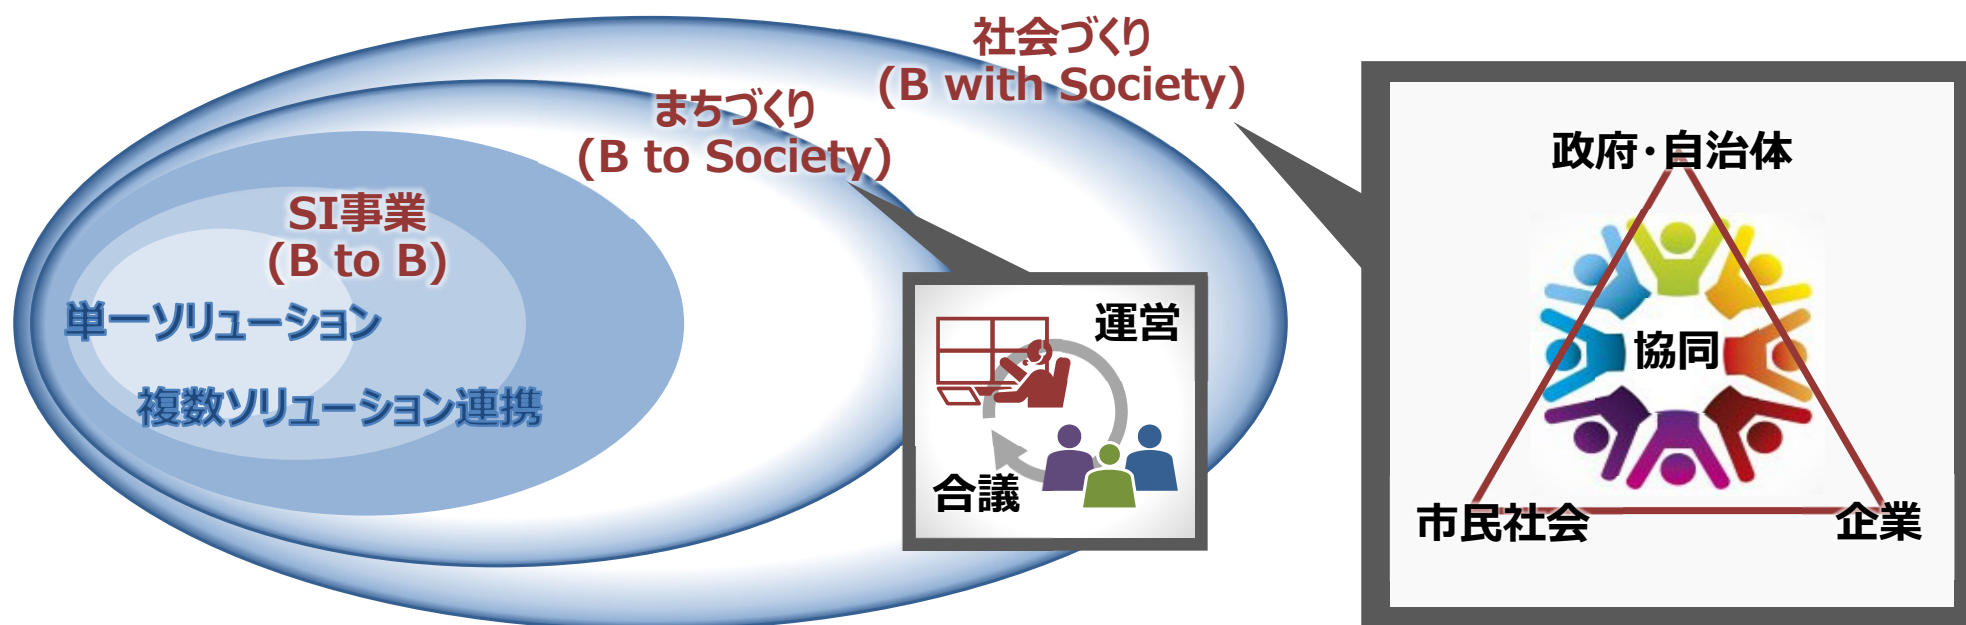 社会づくり
(B with Society)
まちづくり
(B to Society)
SI事業
(B to B)
単一ソリューション
複数ソリューション連携
運営
合議
政府・自治体
協同
市民社会
企業